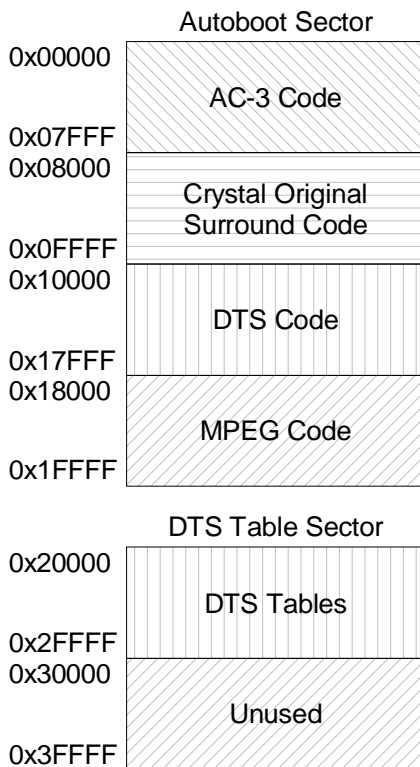 Autoboot Sector
0x00000
AC-3 Code
0x07FFF
0x08000
Crystal Original
Surround Code
0x0FFFF
0x10000
DTS Code
0x17FFF
0x18000
MPEG Code
0x1FFFF
DTS Table Sector
0x20000
DTS Tables
0x2FFFF
0x30000
Unused
0x3FFFF